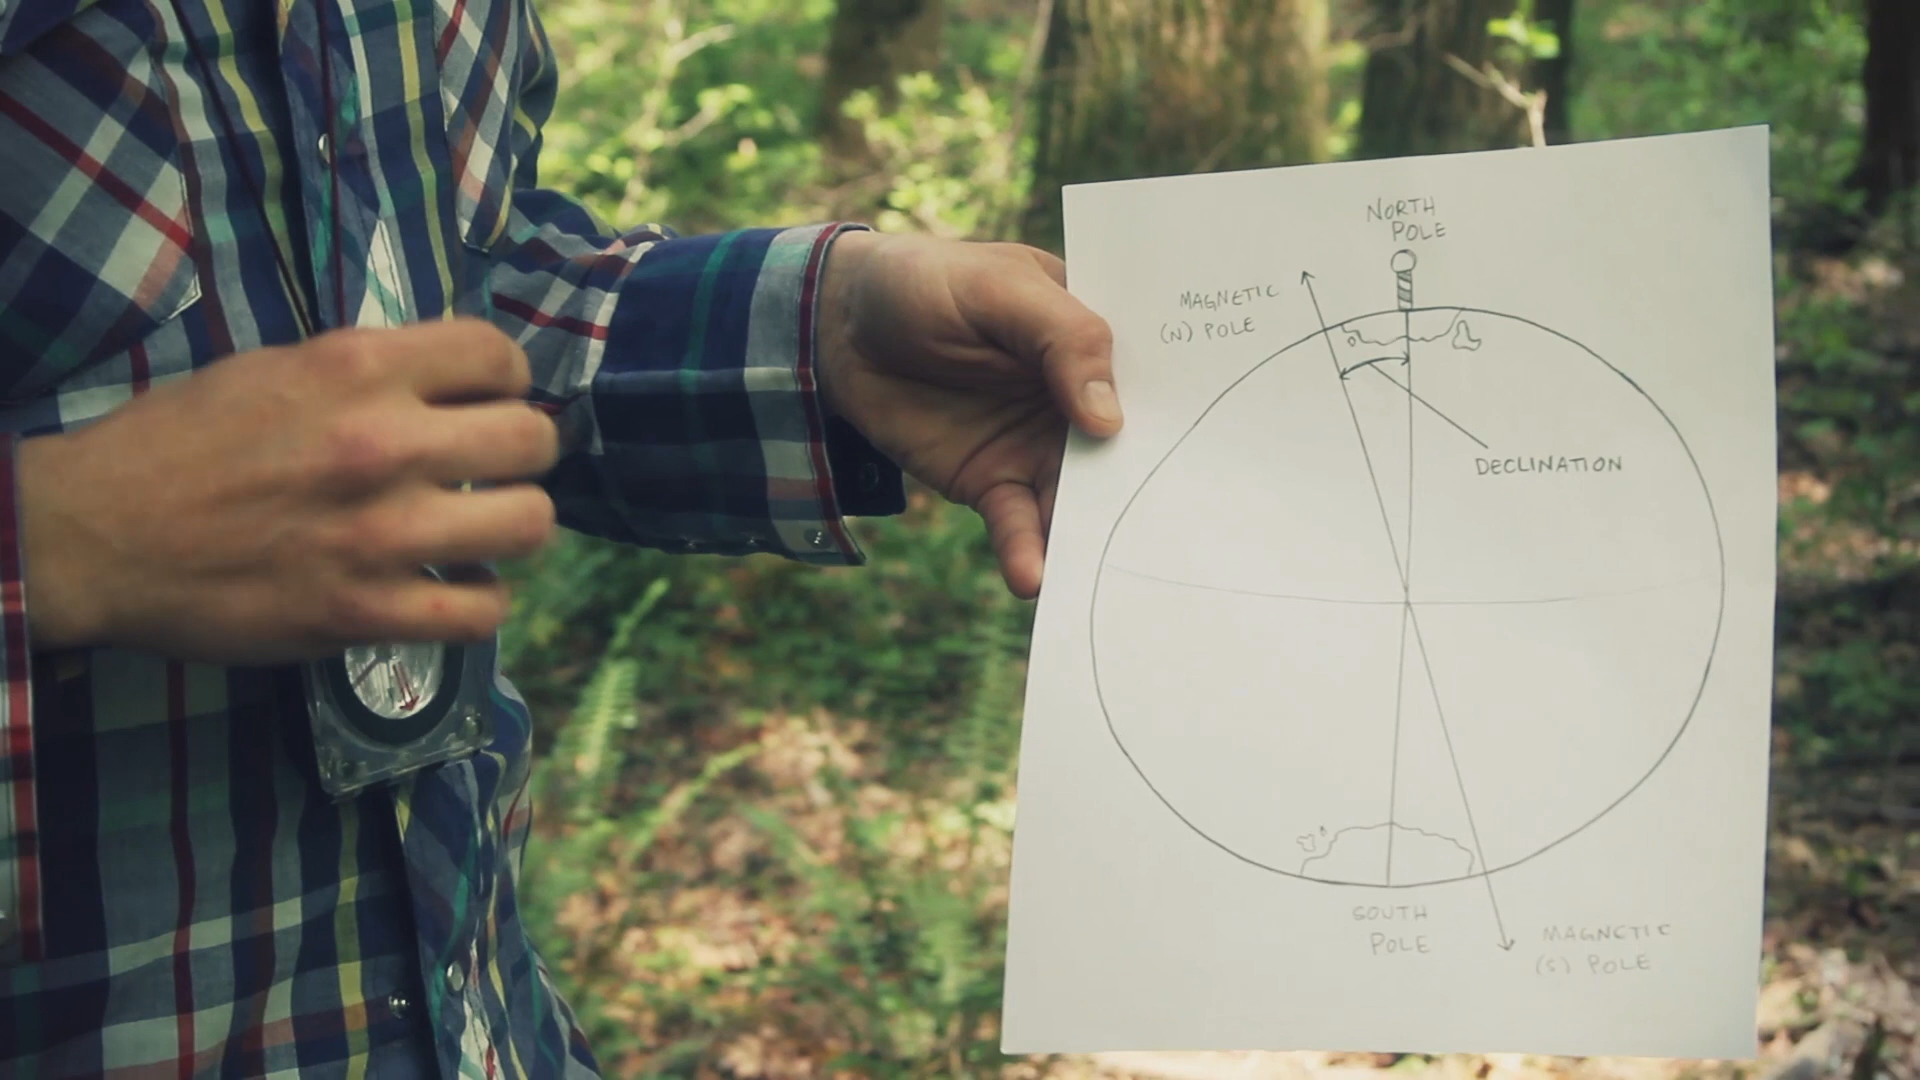 NORTH
POLE
MAGNETIC
(N) POLE
DECLINATION
SOUTH
POLE
MAGNETIC
(S) POLE